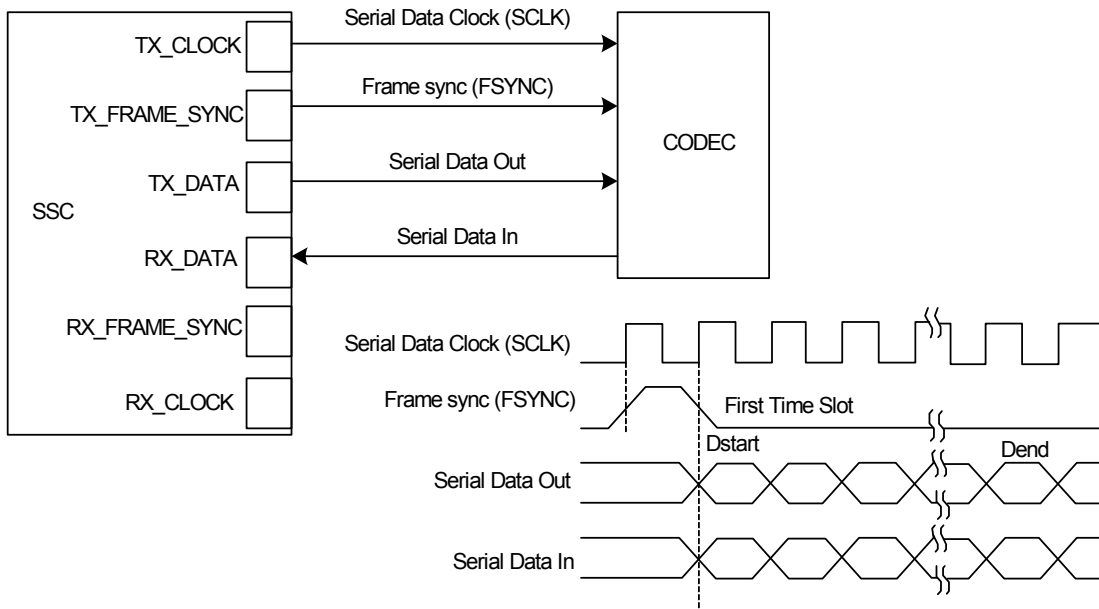 Serial Data Clock (SCLK)
TX_CLOCK
Frame sync (FSYNC)
TX_FRAME_SYNC
CODEC
Serial Data Out
TX_DATA
SSC
Serial Data In
RX_DATA
RX_FRAME_SYNC
RX_CLOCK
Serial Data Clock (SCLK)
Frame sync (FSYNC)
First Time Slot
Dstart
Dend
Serial Data Out
Serial Data In